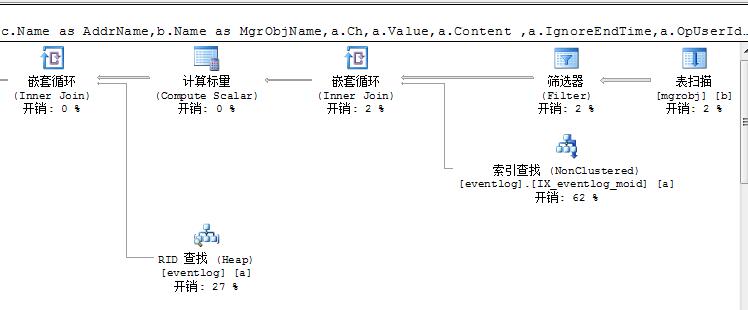 c.Name as AddrName,b.Name as MgrObjName,a.Ch,a.Value,a.Content ,a.IgnoreEndTime,a.OpUserId…
嵌套循环
(Inner Join)
开销: 0 %
计算标量
(Compute Scalar)
开销: 0 %
嵌套循环
(Inner Join)
开销: 2 %
筛选器
(Filter)
开销: 2 %
表扫描
[mgrobj] [b]
开销: 2 %
索引查找 (NonClustered)
[eventlog].[IX_eventlog_moid] [a]
开销: 62 %
RID 查找 (Heap)
[eventlog] [a]
开销: 27 %